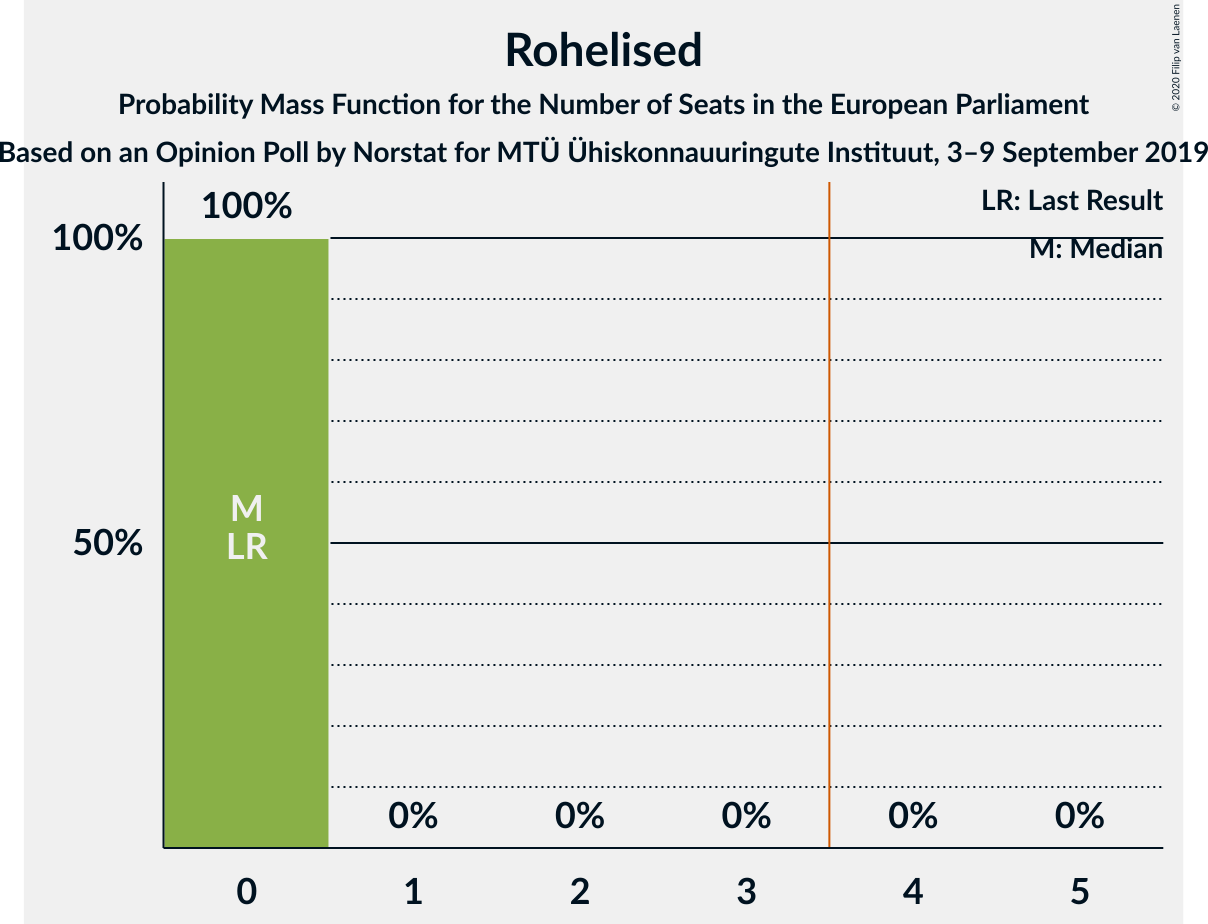 Rohelised
Probability Mass Function for the Number of Seats in the European Parliament
Based on an Opinion Poll by Norstat for MTÜ Ühiskonnauuringute Instituut, 3–9 September 2019
© 2020 Filip van Laenen
LR: Last Result
M: Median
100%
100%
50%
M
LR
0% 0% 0% 0% 0%
0 1 2 3 4 5